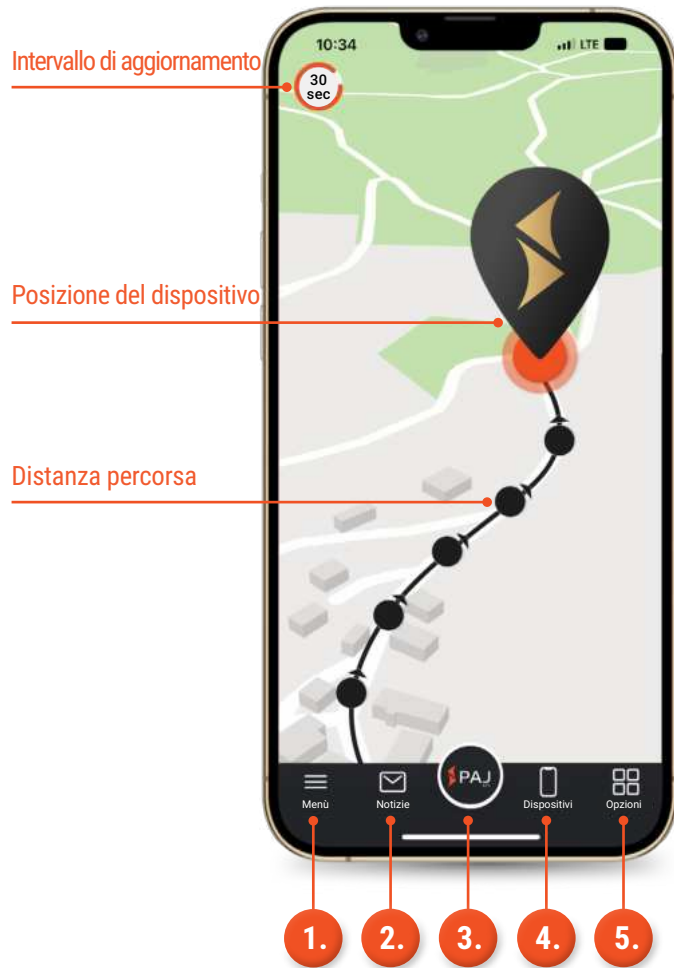 10:34
LTE
Intervallo di aggiornamento
30
sec
Posizione del dispositivo
Distanza percorsa
PAJ
Menù
Notizie
Dispositivi
Opzioni
1.
2.
3.
4.
5.